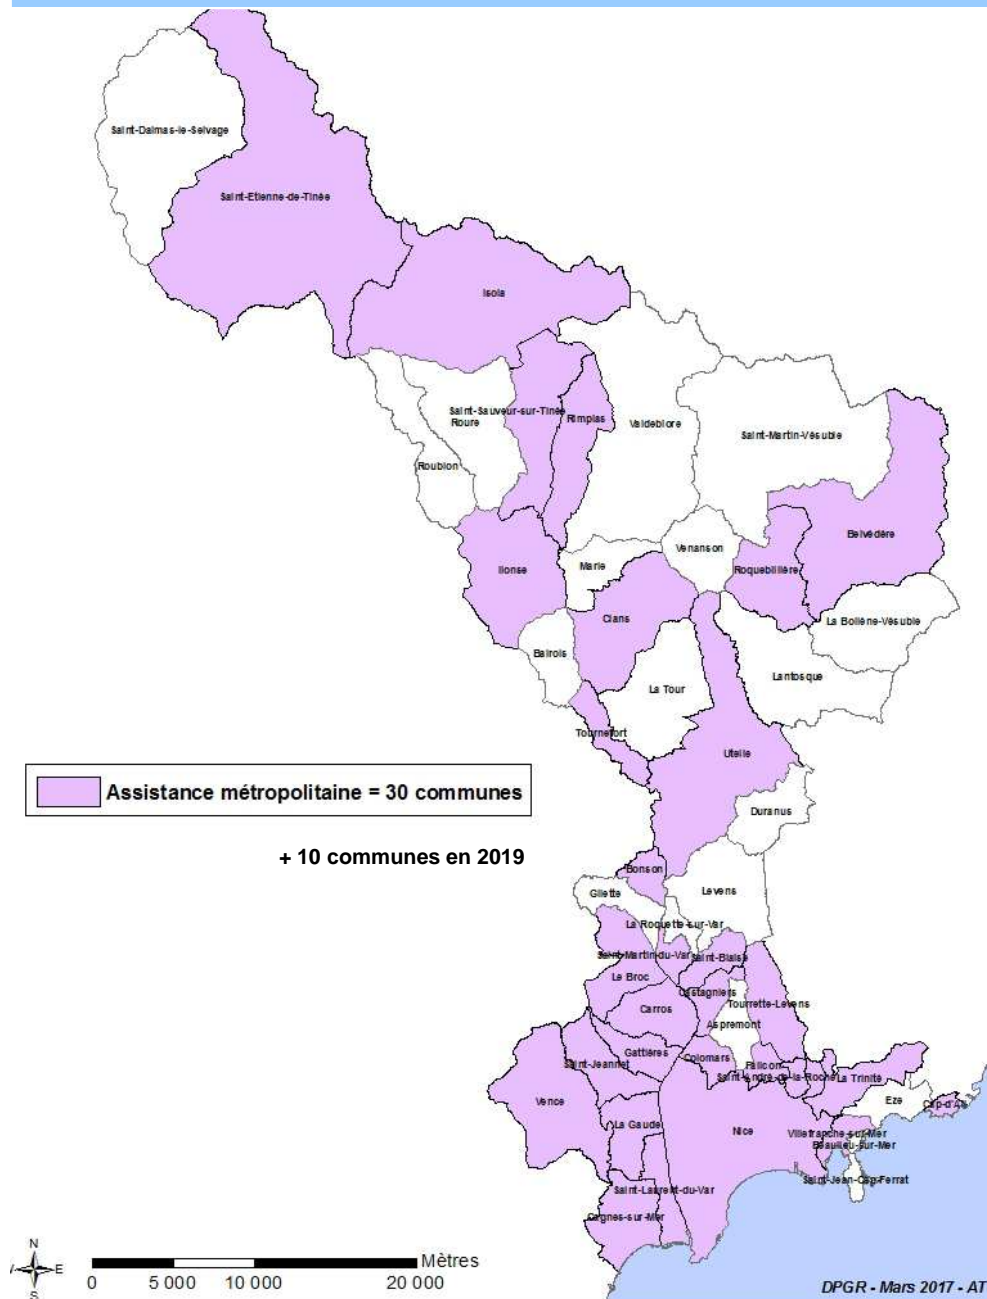 Saint-Dalmas-le-Selvage
Saint-Etienne-de-Tinée
Isola
Saint-Sauveur-sur-Tinée
Roure
Rimplas
Valdeblore
Saint-Martin-Vésuble
Roubion
Belvédère
Ilonse
Marie
Venanson
Roquebillière
Clans
La Bollène-Vésuble
Bairols
La Tour
Lantosque
Tournefort
Utelle
Assistance métropolitaine = 30 communes
Duranus
+ 10 communes en 2019
Bonson
Gilette
Levens
La Roquette-sur-Var
Saint-Martin-du-Var
Saint-Blaise
Le Broc
Castagniers
Tourrette-Levens
Carros
Aspremont
Gattières
Colomars
Saint-Jeannet
Falicon
Saint-André-de-la-Roche
La Trinité
Vence
Eze
Cap-d'Ail
La Gaude
Nice
Villefranche-sur-Mer
Beaulieu-sur-Mer
Saint-Jean-Cap-Ferrat
Saint-Laurent-du-Var
Cagnes-sur-Mer
N
E
S
Mètres
0 5 000 10 000 20 000
DPGR - Mars 2017 - AT